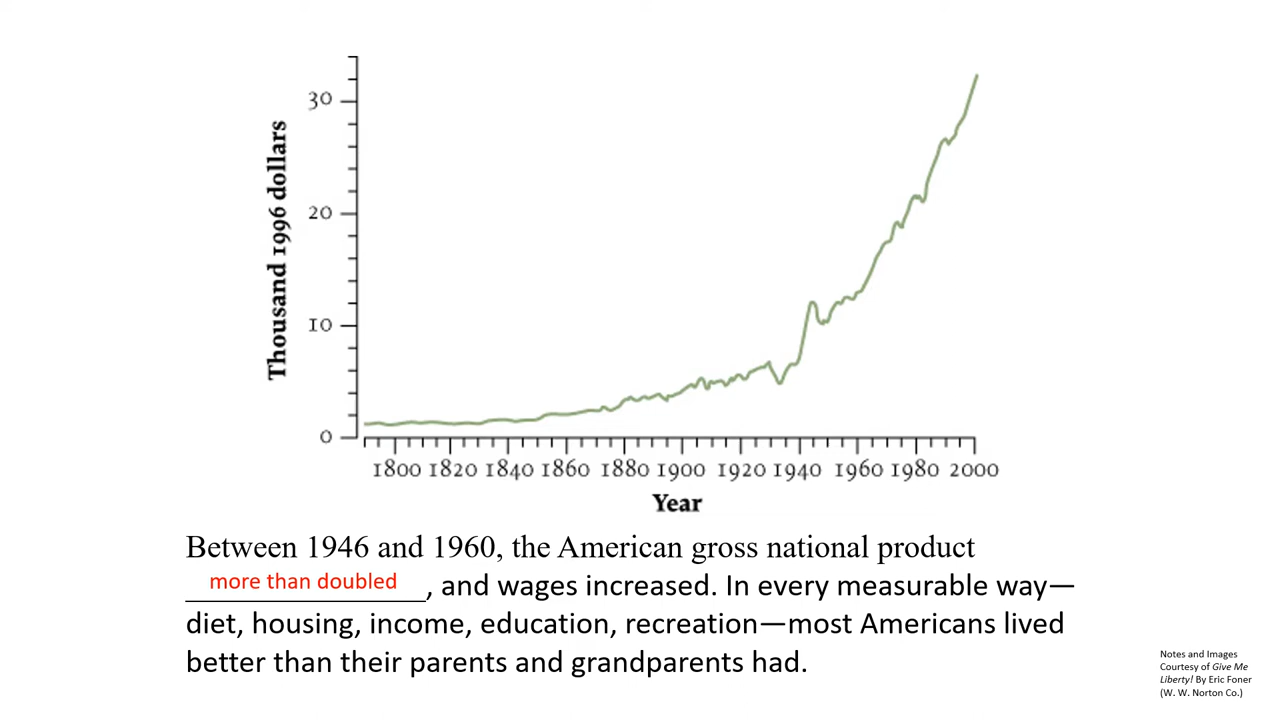 30
20
10
0
Thousand 1996 dollars
1800 1820 1840 1860 1880 1900 1920 1940 1960 1980 2000
Year
Between 1946 and 1960, the American gross national product
more than doubled, and wages increased. In every measurable way—
diet, housing, income, education, recreation—most Americans lived
better than their parents and grandparents had.
Notes and Images
Courtesy of Give Me
Liberty! By Eric Foner
(W. W. Norton Co.)